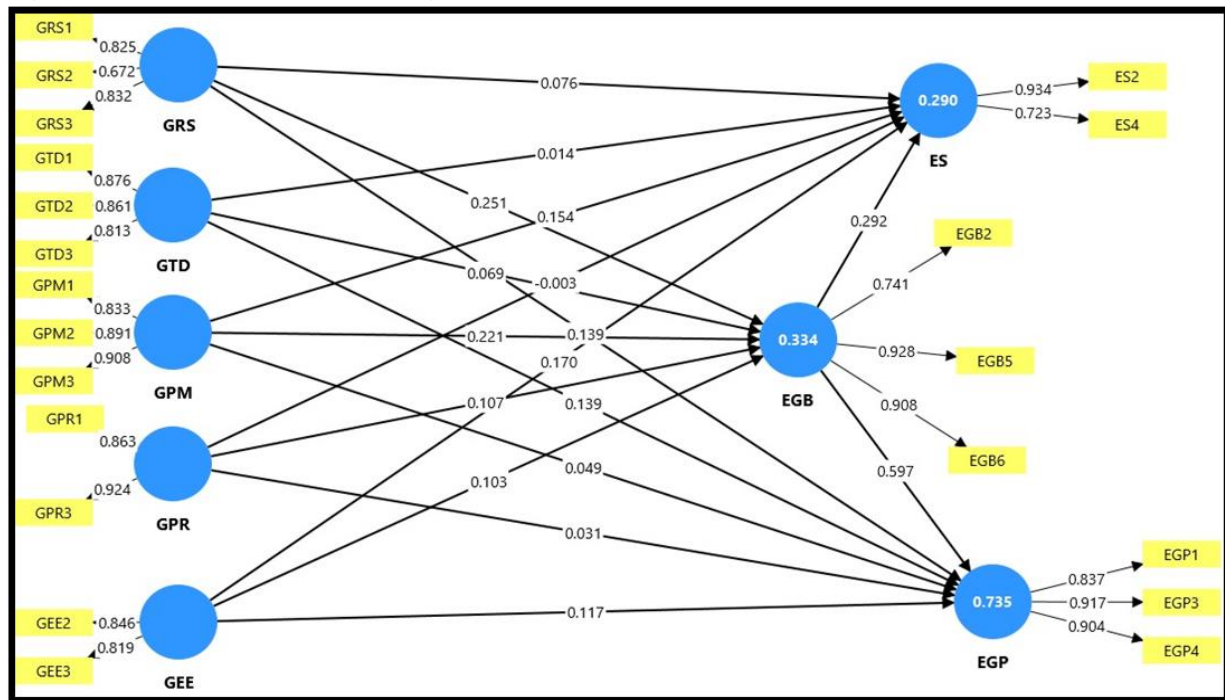 GRS1
0.825
GRS2
0.672
0.832
GRS3
GRS
GTD1
0.876
GTD2
0.861
0.813
GTD3
GTD
GPM1
0.833
GPM2
0.891
0.908
GPM3
GPM
GPR1
0.863
0.924
GPR3
GPR
GEE2
0.846
0.819
GEE3
GEE
0.076
0.014
0.251
0.154
0.069
-0.003
0.221
0.139
0.170
0.107
0.139
0.049
0.103
0.031
0.117
0.290
ES
0.934
ES2
0.723
ES4
0.292
0.334
EGB
EGB2
0.741
0.928
EGB5
0.908
EGB6
0.597
0.735
EGP
EGP1
0.837
0.917
EGP3
0.904
EGP4